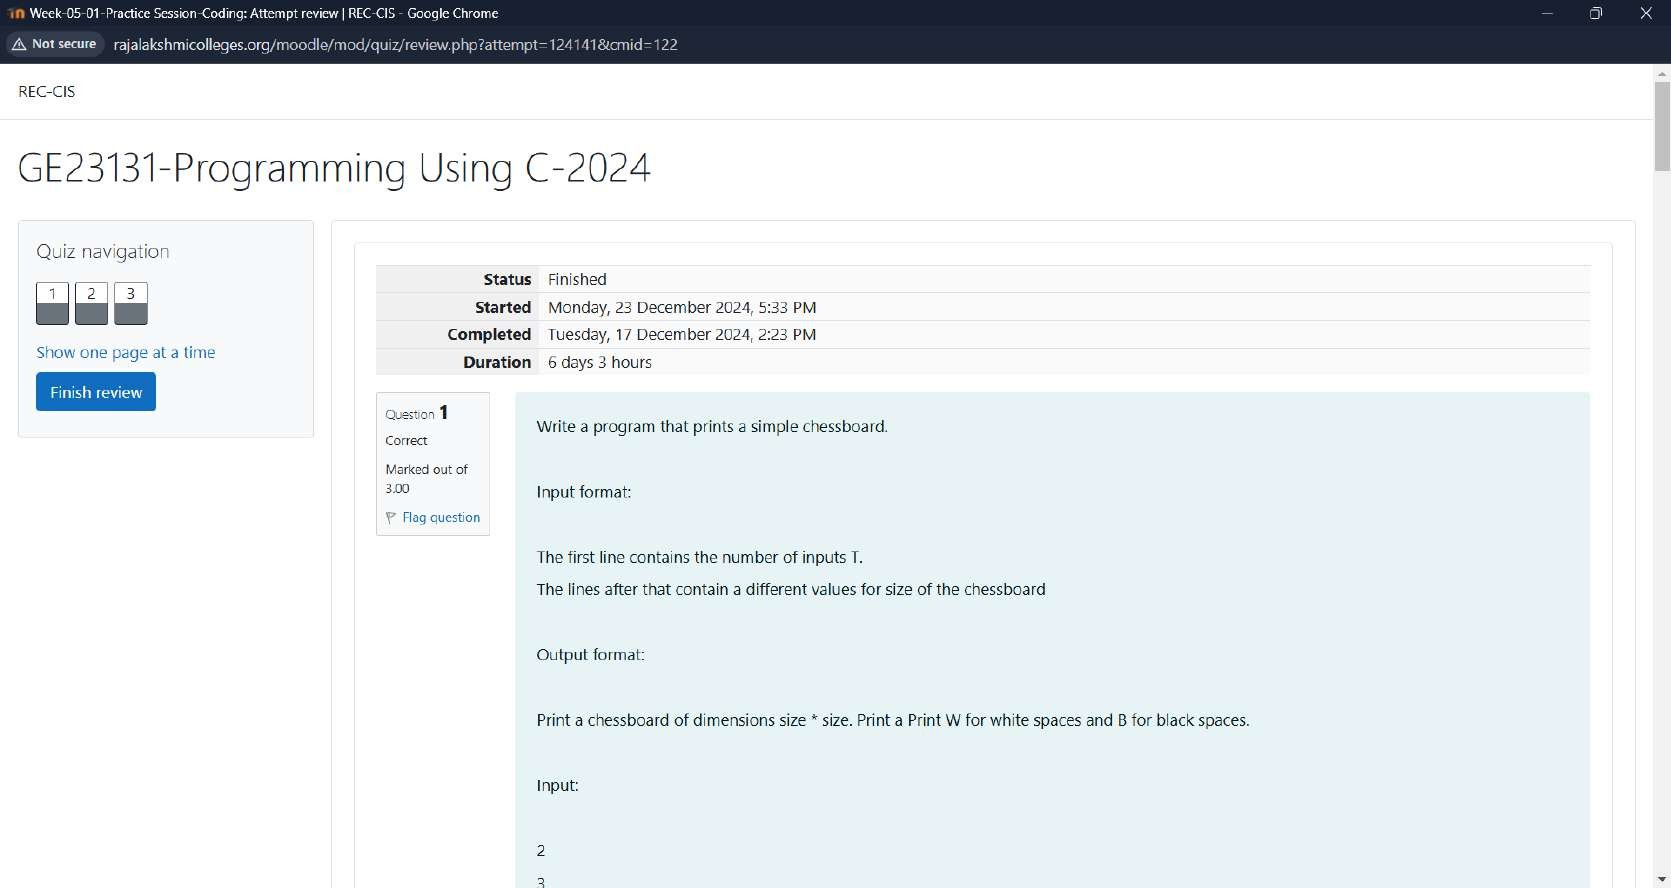 Week-05-01-Practice Session-Coding: Attempt review | REC-CIS - Google Chrome
Not secure rajalakshmicolleges.org/moodle/mod/quiz/review.php?attempt=124141&cmid=122
REC-CIS
GE23131-Programming Using C-2024
Quiz navigation
1 2 3
Show one page at a time
Finish review
Status Finished
Started Monday, 23 December 2024, 5:33 PM
Completed Tuesday, 17 December 2024, 2:23 PM
Duration 6 days 3 hours
Question 1
Correct
Marked out of
3.00
Flag question
Write a program that prints a simple chessboard.
Input format:
The first line contains the number of inputs T.
The lines after that contain a different values for size of the chessboard
Output format:
Print a chessboard of dimensions size * size. Print a Print W for white spaces and B for black spaces.
Input:
2
3